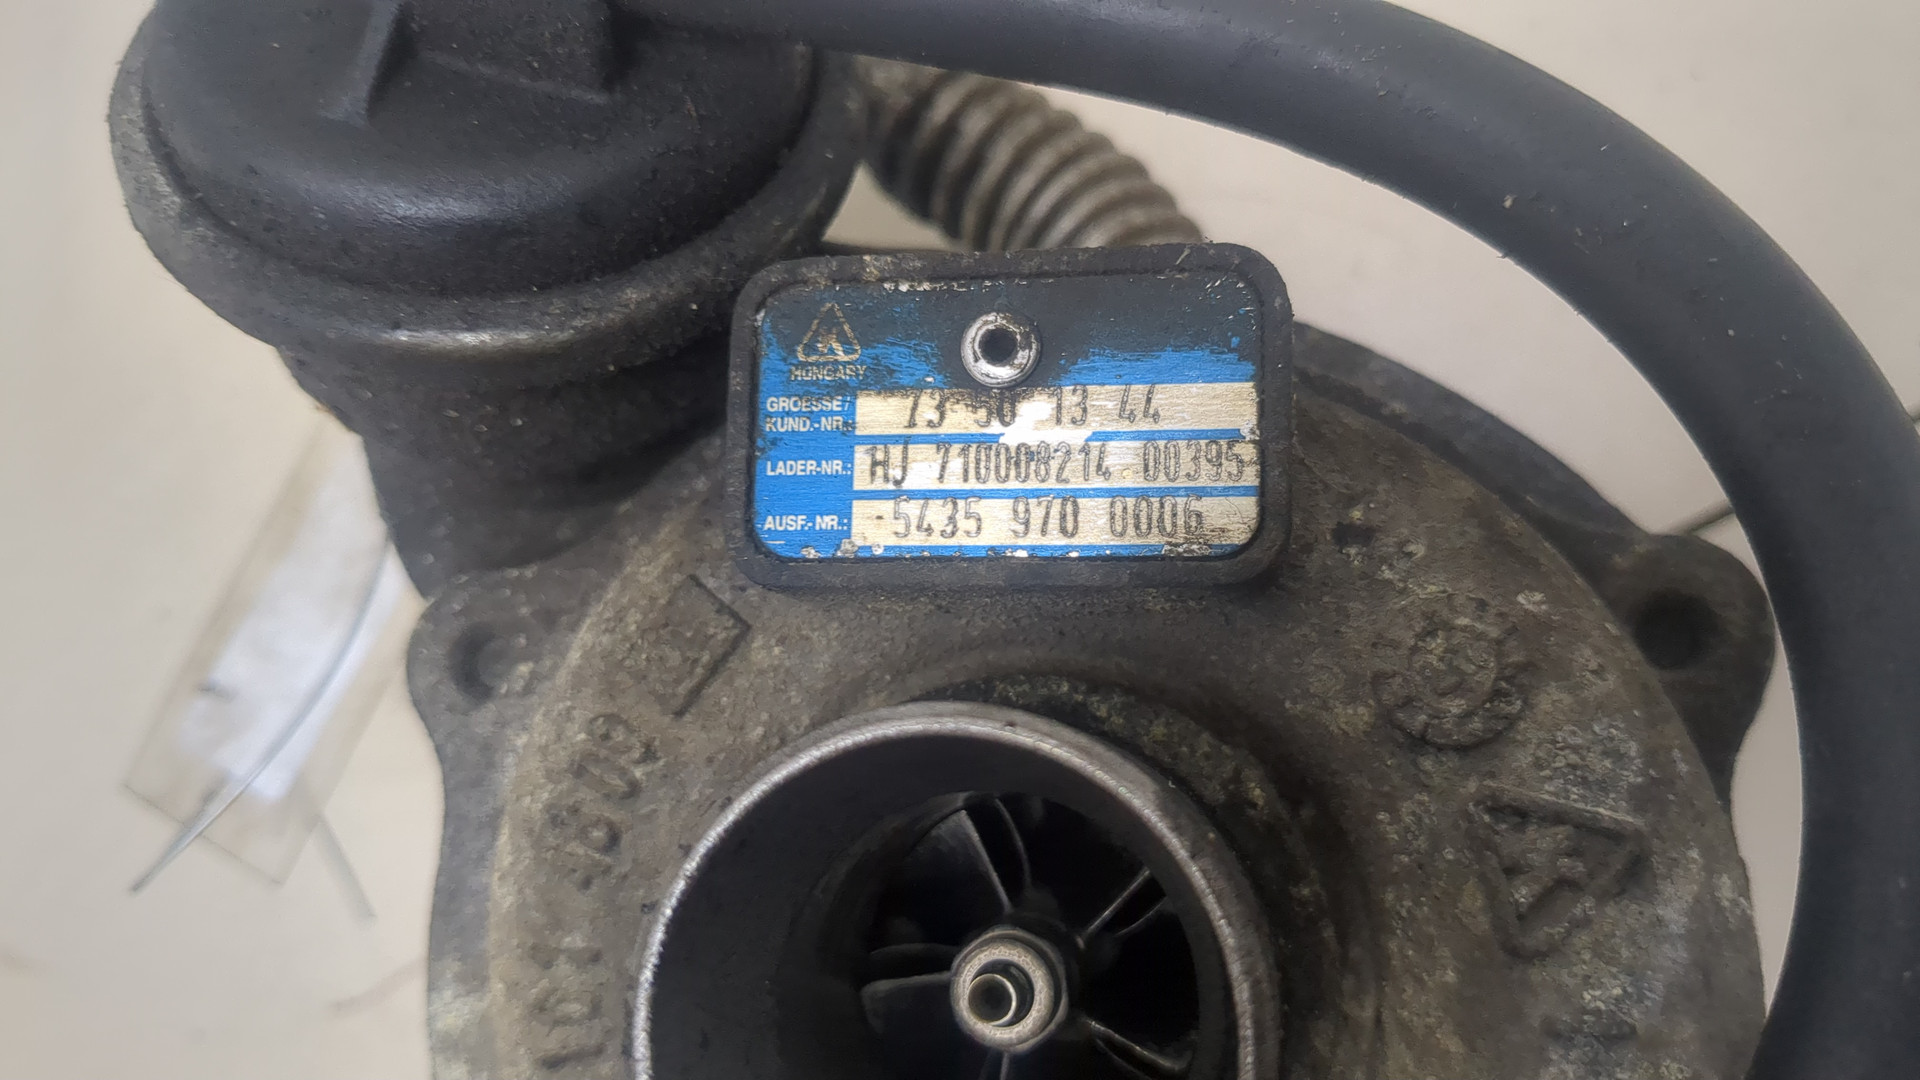 K
HUNGARY
GROESSE/
KUND.-NR.: 73 50 13 44
LADER-NR.: HJ 710008214 00395
AUSF.-NR.: 5435 970 0006